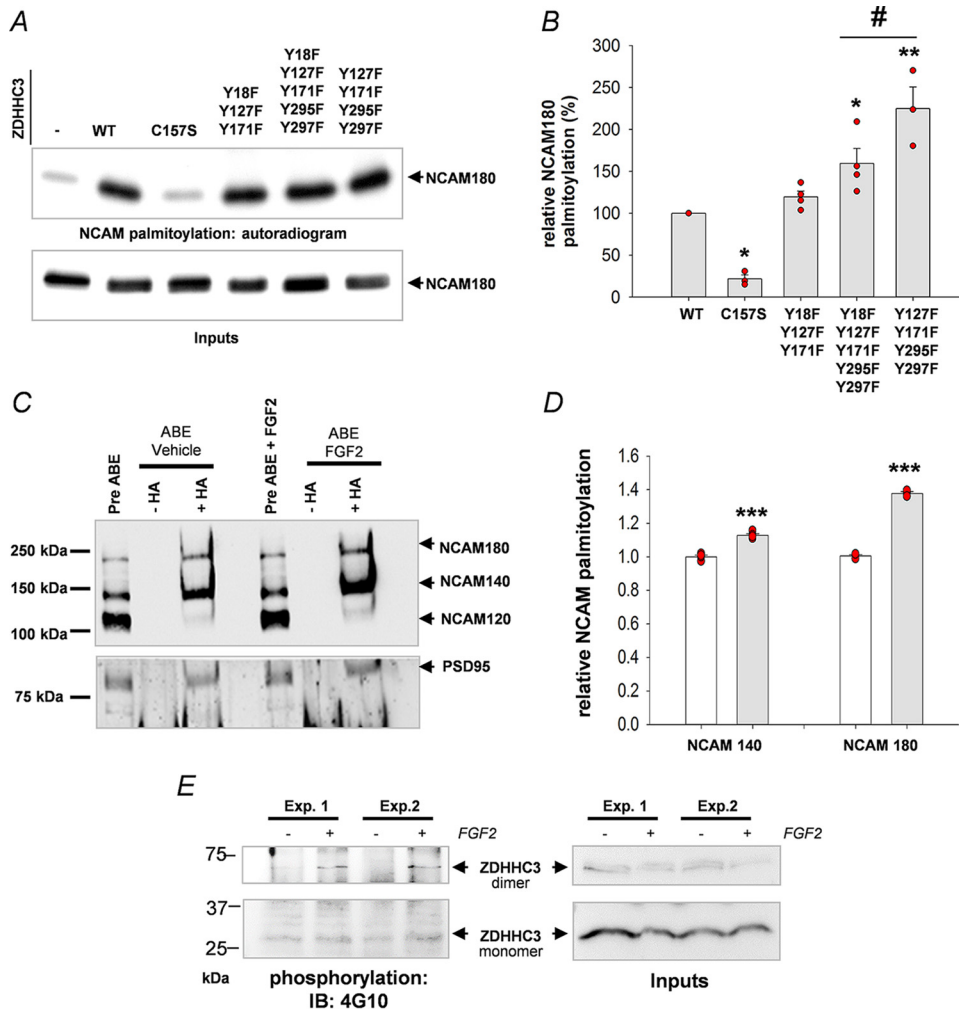 A
ZDHHC3
Y18F
Y127F
Y171F
Y295F
Y297F
Y18F
Y127F
Y171F
Y127F
Y171F
Y295F
Y297F
-
WT
C157S
NCAM180
NCAM palmitoylation: autoradiogram
NCAM180
Inputs
B
relative NCAM180
palmitoylation (%)
300
250
200
150
100
50
0
#
*
*
**
WT
C157S
Y18F
Y127F
Y171F
Y18F
Y127F
Y171F
Y295F
Y297F
Y127F
Y171F
Y295F
Y297F
C
Pre ABE
ABE
Vehicle
- HA
+ HA
Pre ABE + FGF2
ABE
FGF2
- HA
+ HA
250 kDa
150 kDa
100 kDa
75 kDa
NCAM180
NCAM140
NCAM120
PSD95
D
relative NCAM palmitoylation
1.6
1.4
1.2
1.0
0.8
0.6
0.4
0.2
0.0
***
***
NCAM 140
NCAM 180
E
Exp. 1
Exp.2
- + - + FGF2
Exp. 1
Exp.2
- + - + FGF2
75
37
25
kDa
ZDHHC3
dimer
ZDHHC3
monomer
phosphorylation:
IB: 4G10
Inputs